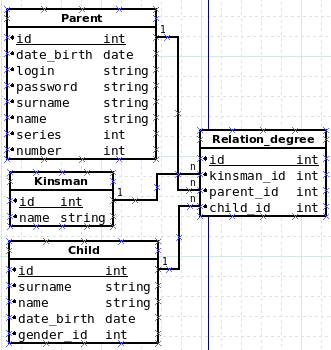 Parent
id int
date_birth date
login string
password string
surname string
name string
series int
number int
1
Kinsman
id int
name string
1
Child
id int
surname string
name string
date_birth date
gender_id int
1
Relation_degree
id int
n kinsman_id int
n parent_id int
n child_id int